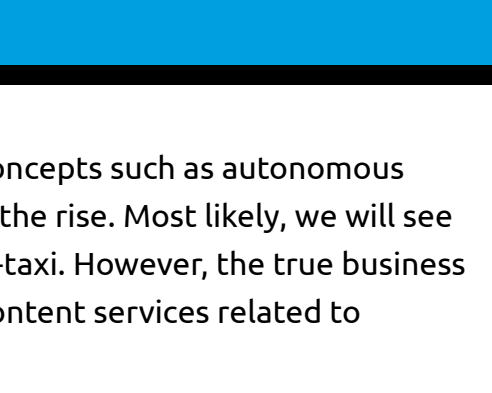 oncepts such as autonomous
the rise. Most likely, we will see
-taxi. However, the true business
ontent services related to